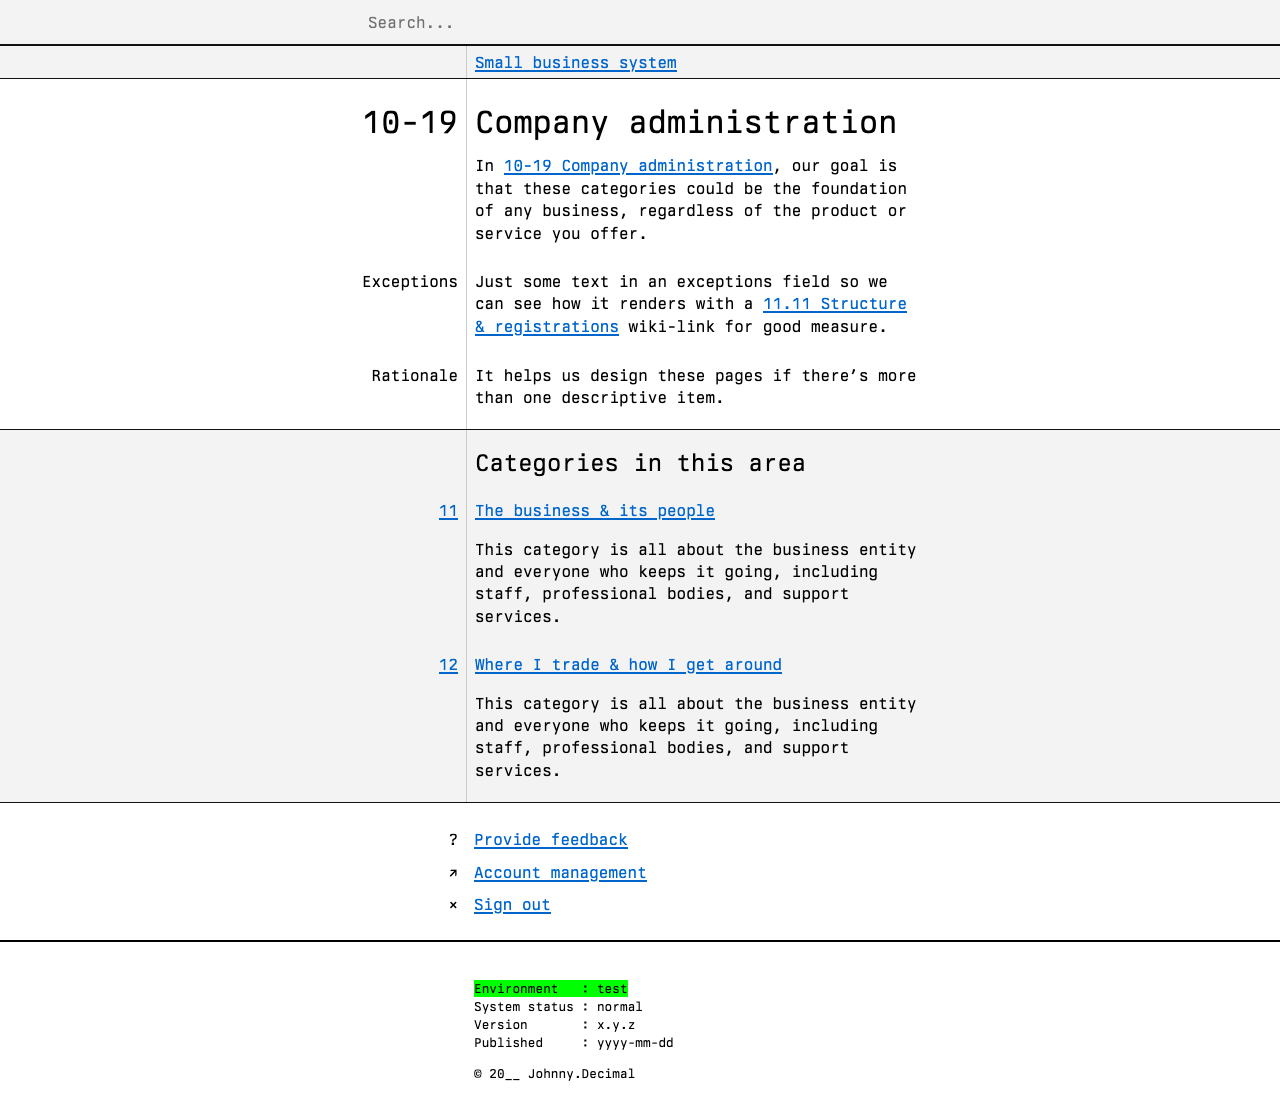 Search...
Small business system
10-19 Company administration
In 10-19 Company administration, our goal is
that these categories could be the foundation
of any business, regardless of the product or
service you offer.
Exceptions Just some text in an exceptions field so we
can see how it renders with a 11.11 Structure
& registrations wiki-link for good measure.
Rationale It helps us design these pages if there’s more
than one descriptive item.
Categories in this area
11 The business & its people
This category is all about the business entity
and everyone who keeps it going, including
staff, professional bodies, and support
services.
12 Where I trade & how I get around
This category is all about the business entity
and everyone who keeps it going, including
staff, professional bodies, and support
services.
? Provide feedback
↗ Account management
× Sign out
Environment : test
System status : normal
Version : x.y.z
Published : yyyy-mm-dd
© 20__ Johnny.Decimal